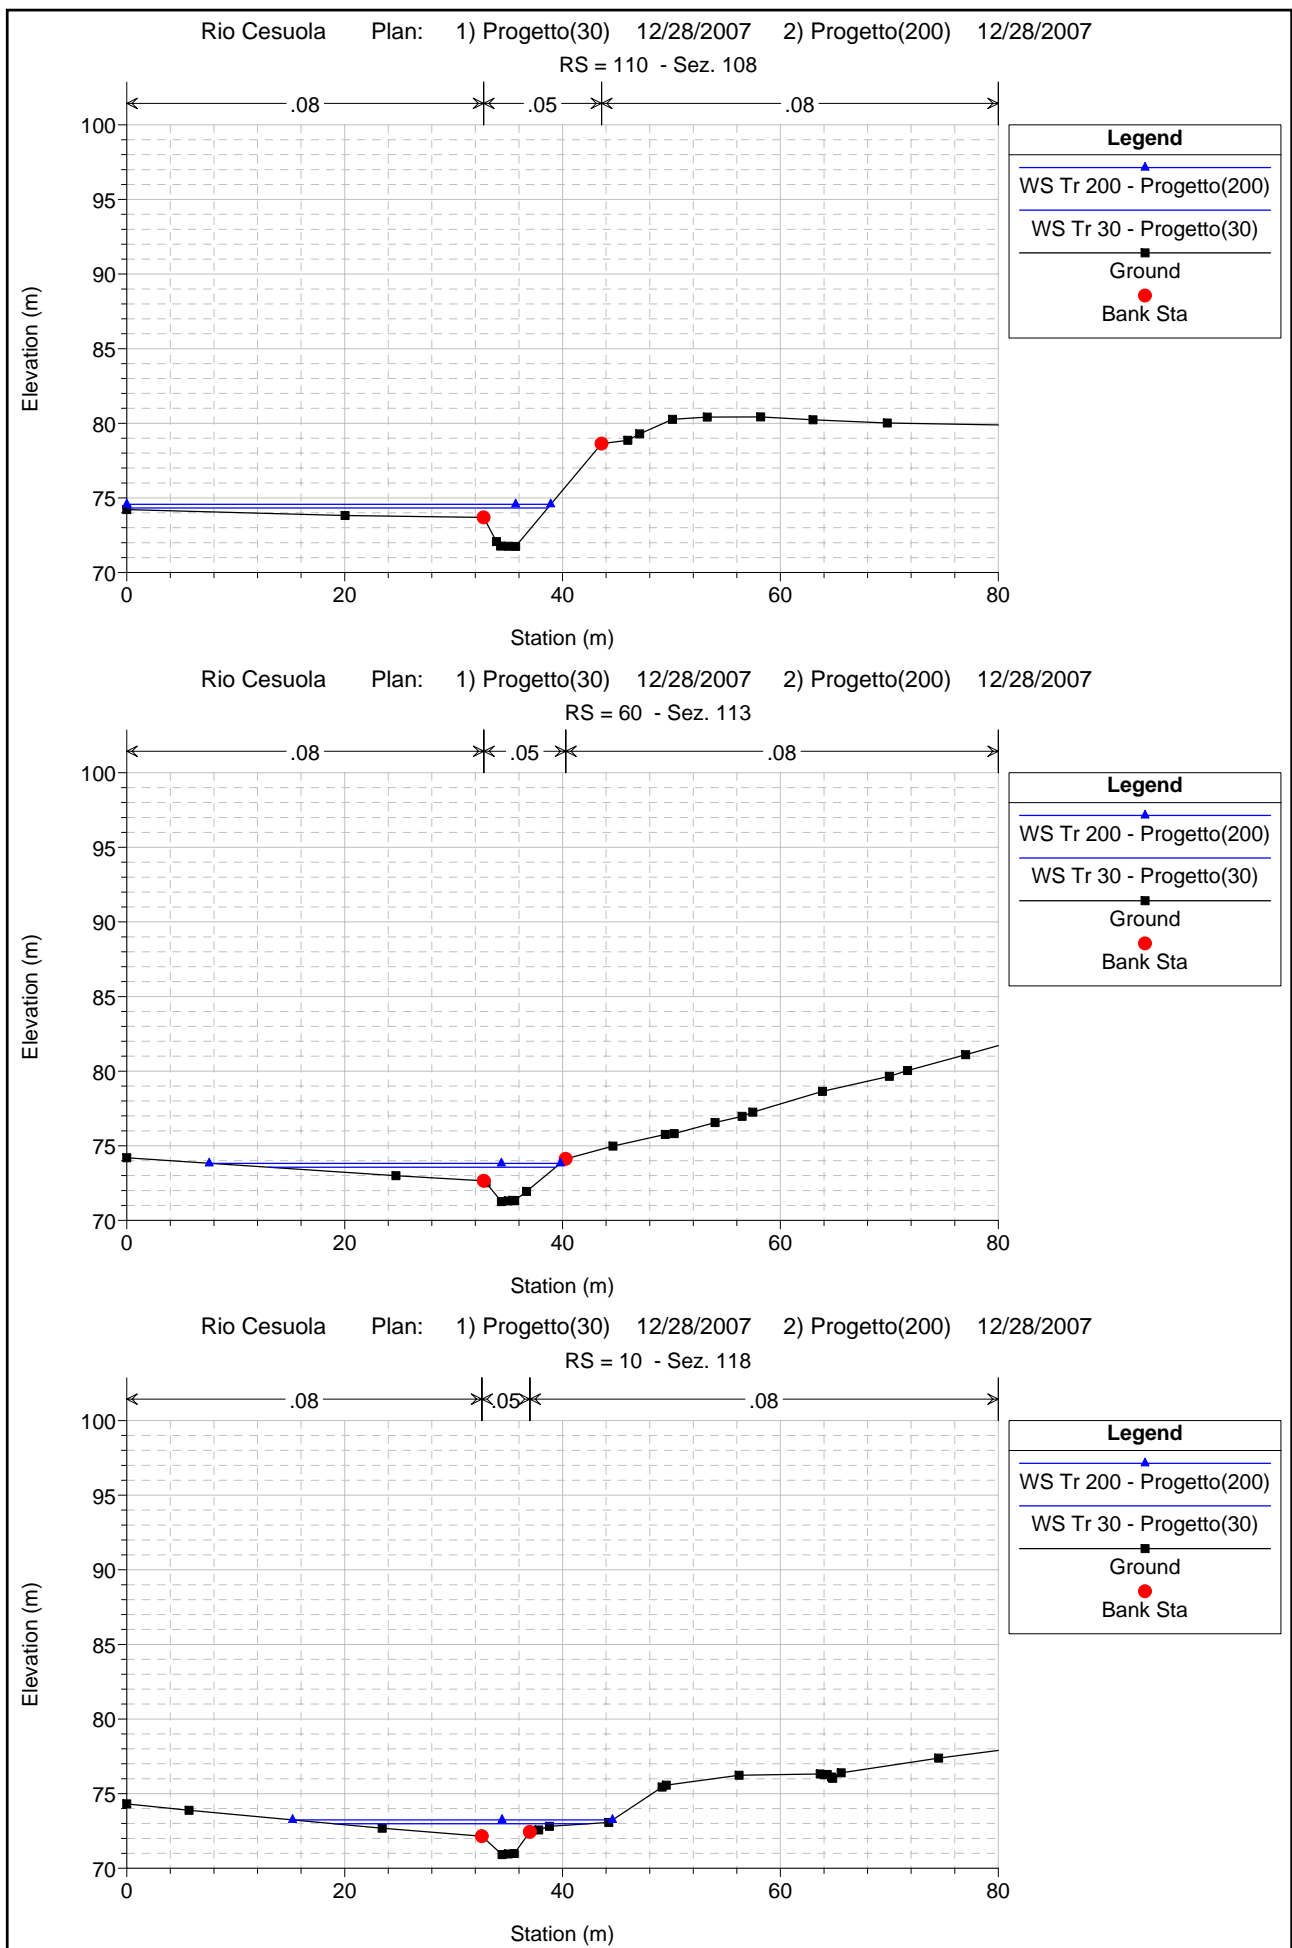 Rio Cesuola Plan: 1) Progetto(30) 12/28/2007 2) Progetto(200) 12/28/2007
RS = 110 - Sez. 108
.08 .05 .08
100
95
90
85
80
75
70
Elevation (m)
0 20 40 60 80
Station (m)
Legend
WS Tr 200 - Progetto(200)
WS Tr 30 - Progetto(30)
Ground
Bank Sta
Rio Cesuola Plan: 1) Progetto(30) 12/28/2007 2) Progetto(200) 12/28/2007
RS = 60 - Sez. 113
.08 .05 .08
100
95
90
85
80
75
70
Elevation (m)
0 20 40 60 80
Station (m)
Legend
WS Tr 200 - Progetto(200)
WS Tr 30 - Progetto(30)
Ground
Bank Sta
Rio Cesuola Plan: 1) Progetto(30) 12/28/2007 2) Progetto(200) 12/28/2007
RS = 10 - Sez. 118
.08 .05 .08
100
95
90
85
80
75
70
Elevation (m)
0 20 40 60 80
Station (m)
Legend
WS Tr 200 - Progetto(200)
WS Tr 30 - Progetto(30)
Ground
Bank Sta